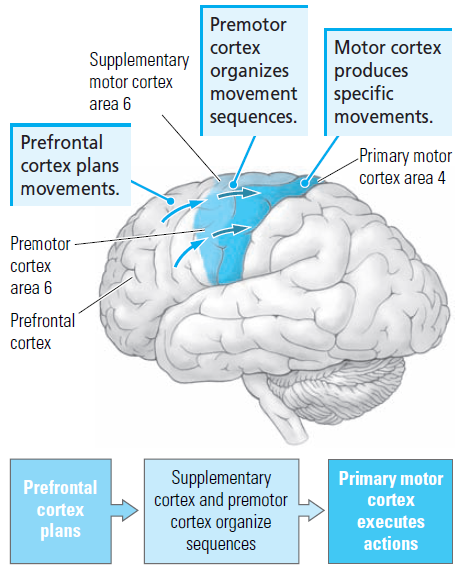 Premotor
cortex
organizes
movement
sequences.
Motor cortex
produces
specific
movements.
Supplementary
motor cortex
area 6
Prefrontal
cortex plans
movements.
Primary motor
cortex area 4
Premotor
cortex
area 6
Prefrontal
cortex
Prefrontal
cortex
plans
Supplementary
cortex and premotor
cortex organize
sequences
Primary motor
cortex
executes
actions